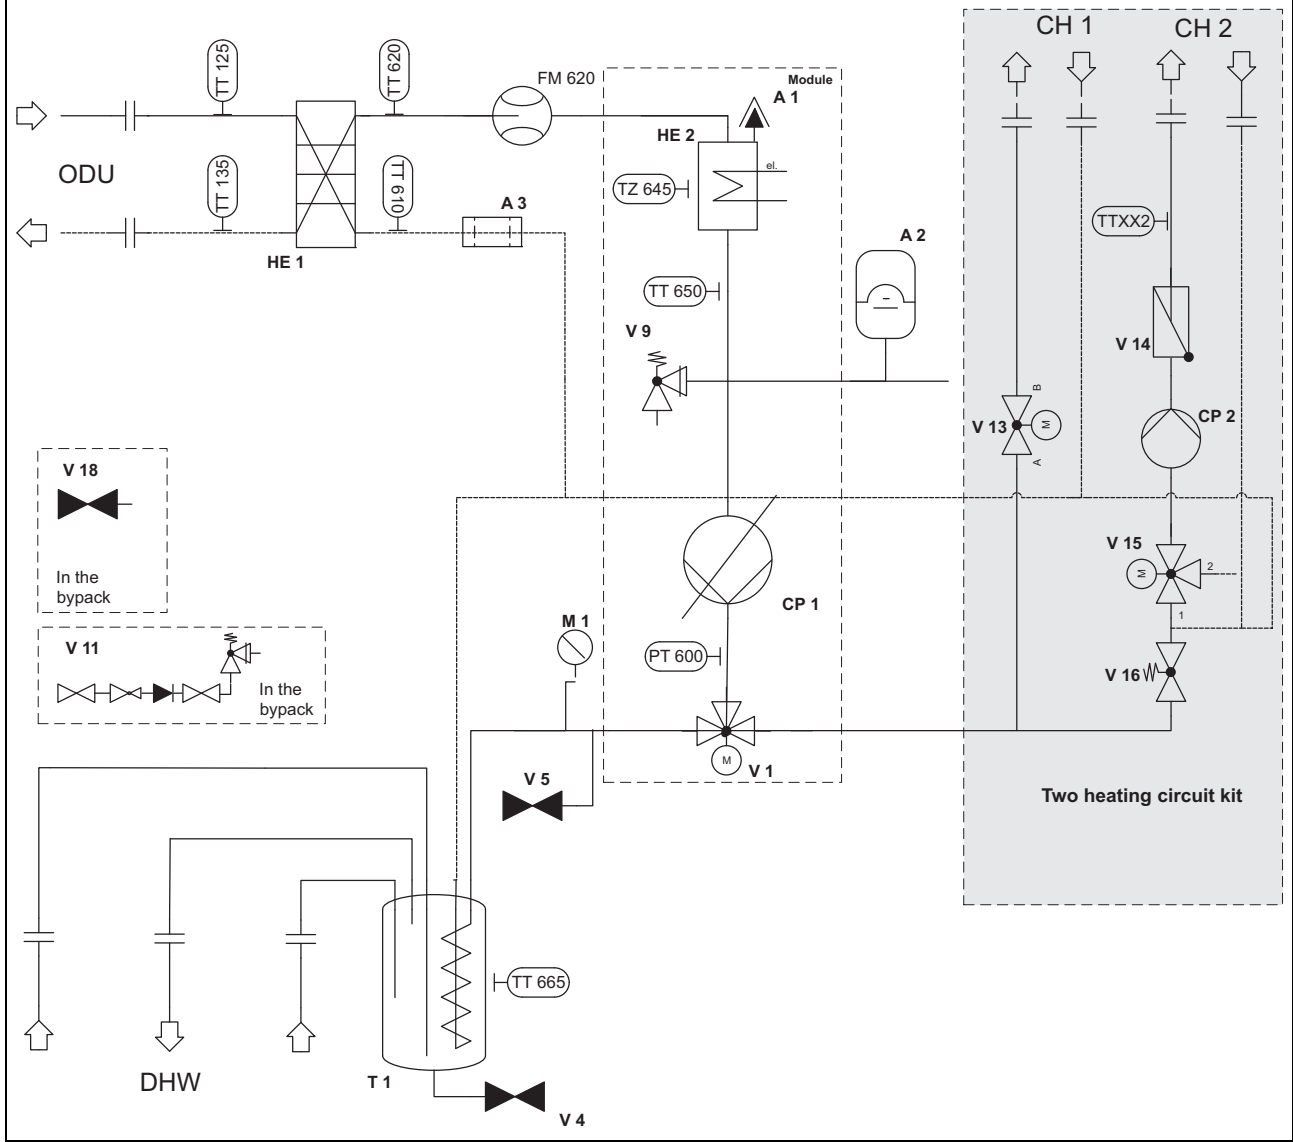 CH 1
CH 2
TT 125
TT 620
FM 620
Module
A 1
HE 2
el.
ODU
TT 135
TT 610
A 3
TZ 645
TTXX2
HE 1
A 2
TT 650
V 9
V 14
B
V 13
M
CP 2
A
V 18
In the
bypack
V 15
M
2
1
CP 1
M 1
V 11
In the
bypack
PT 600
V 16
M
V 1
V 5
Two heating circuit kit
TT 665
DHW
T 1
V 4